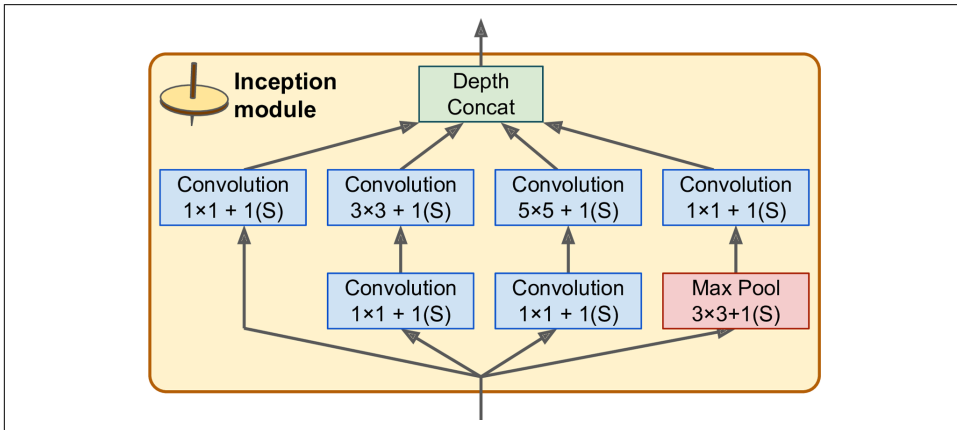 Inception
module
Depth
Concat
Convolution
1×1 + 1(S)
Convolution
3×3 + 1(S)
Convolution
5×5 + 1(S)
Convolution
1×1 + 1(S)
Convolution
1×1 + 1(S)
Convolution
1×1 + 1(S)
Max Pool
3×3+1(S)